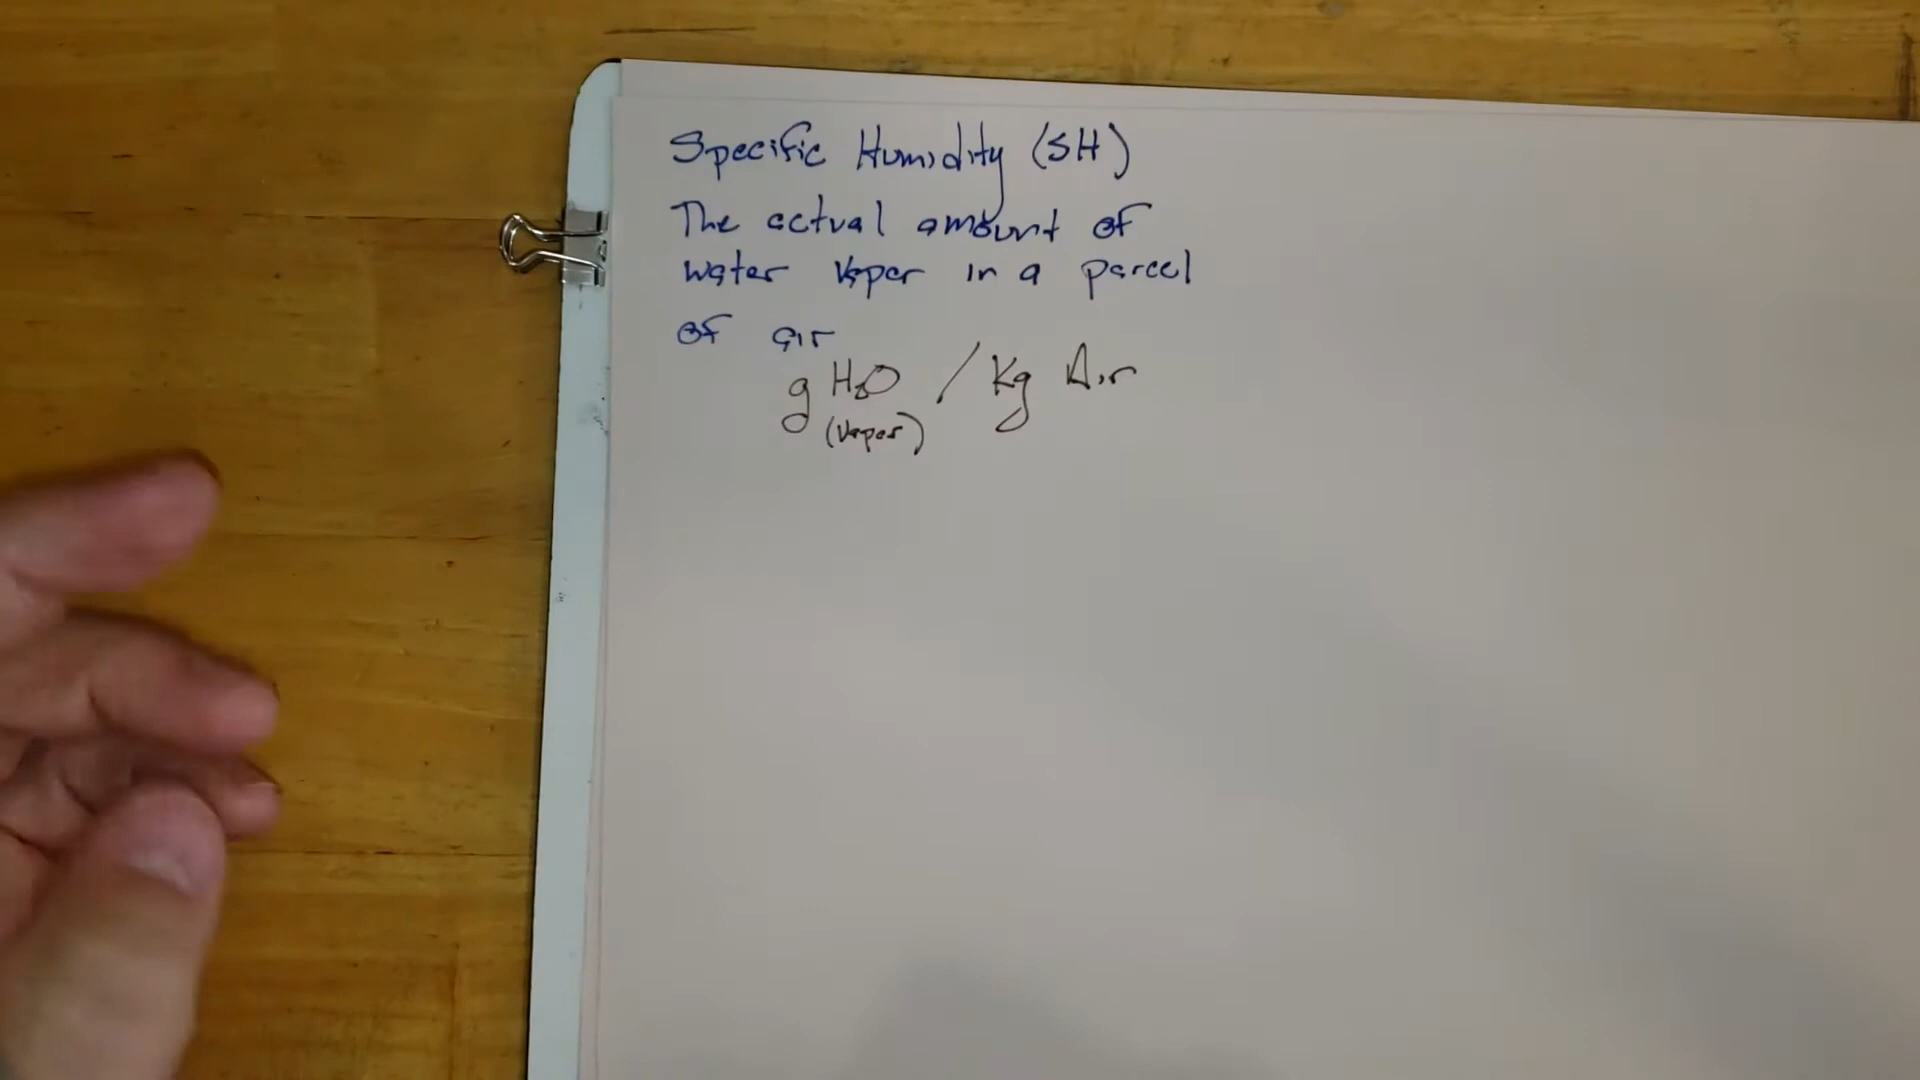 Specific Humidity (SH)
The actual amount of
water vapor in a parcel
of air
g H₂O / Kg Air
(vapor)